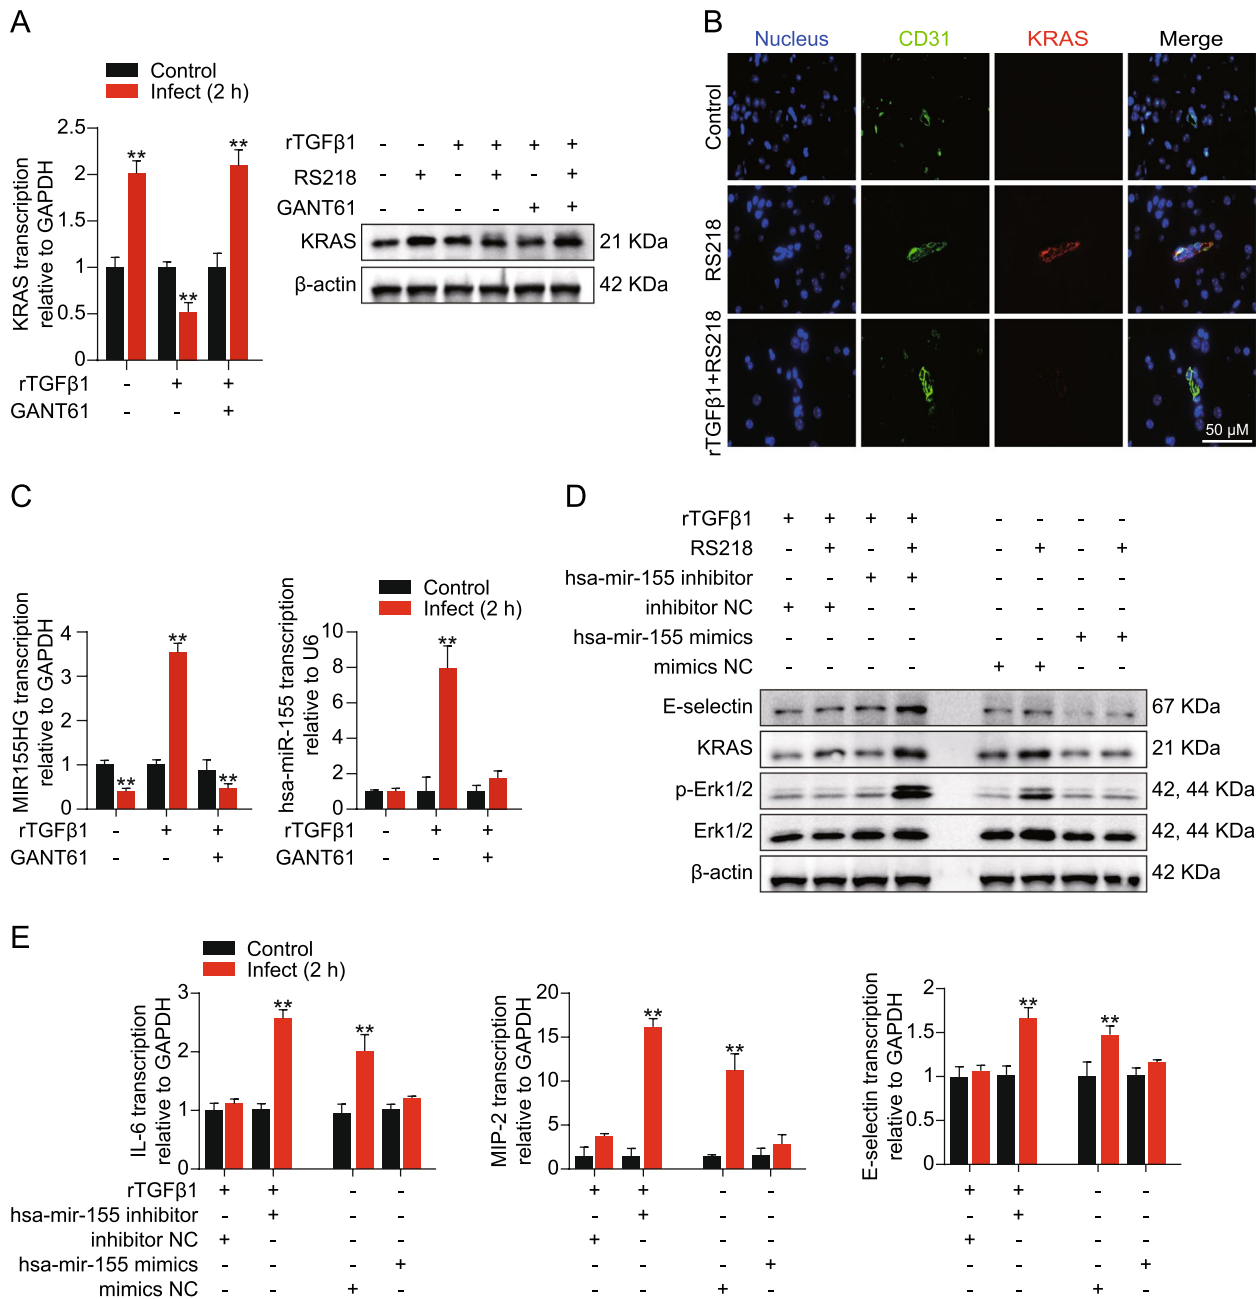 A
Control
Infect (2 h)
KRAS transcription
relative to GAPDH
2.5
2
1.5
1
0.5
0
** ** **
rTGFβ1 - + +
GANT61 - - +
rTGFβ1 - - + + + +
RS218 - + - + - +
GANT61 - - - - + +
KRAS 21 KDa
β-actin 42 KDa
B
Nucleus CD31 KRAS Merge
Control
RS218
rTGFβ1+RS218
50 μM
C
MIR155HG transcription
relative to GAPDH
4
3
2
1
0
** ** **
rTGFβ1 - + +
GANT61 - - +
Control
Infect (2 h)
hsa-miR-155 transcription
relative to U6
10
8
6
4
2
0
**
rTGFβ1 - + +
GANT61 - - +
D
rTGFβ1 + + + + - - - -
RS218 - + - + - + - +
hsa-mir-155 inhibitor - - + + - - - -
inhibitor NC + + - - - - - -
hsa-mir-155 mimics - - - - - - + +
mimics NC - - - - + + - -
E-selectin 67 KDa
KRAS 21 KDa
p-Erk1/2 42, 44 KDa
Erk1/2 42, 44 KDa
β-actin 42 KDa
E
Control
Infect (2 h)
IL-6 transcription
relative to GAPDH
3
2
1
0
** **
MIP-2 transcription
relative to GAPDH
20
15
10
5
0
** **
E-selectin transcription
relative to GAPDH
2
1.5
1
0.5
0
** **
rTGFβ1 + + - - + + - - + + - -
hsa-mir-155 inhibitor - + - - - + - - - + - -
inhibitor NC + - - - + - - - + - - -
hsa-mir-155 mimics - - - + - - - + - - - +
mimics NC - - + - - - + - - - + -